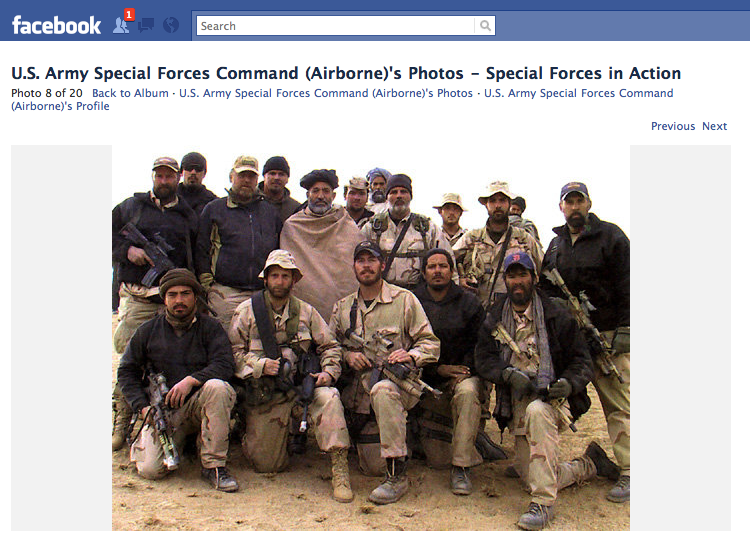 facebook
1
Search
U.S. Army Special Forces Command (Airborne)'s Photos – Special Forces in Action
Photo 8 of 20 Back to Album · U.S. Army Special Forces Command (Airborne)'s Photos · U.S. Army Special Forces Command
(Airborne)'s Profile
Previous Next